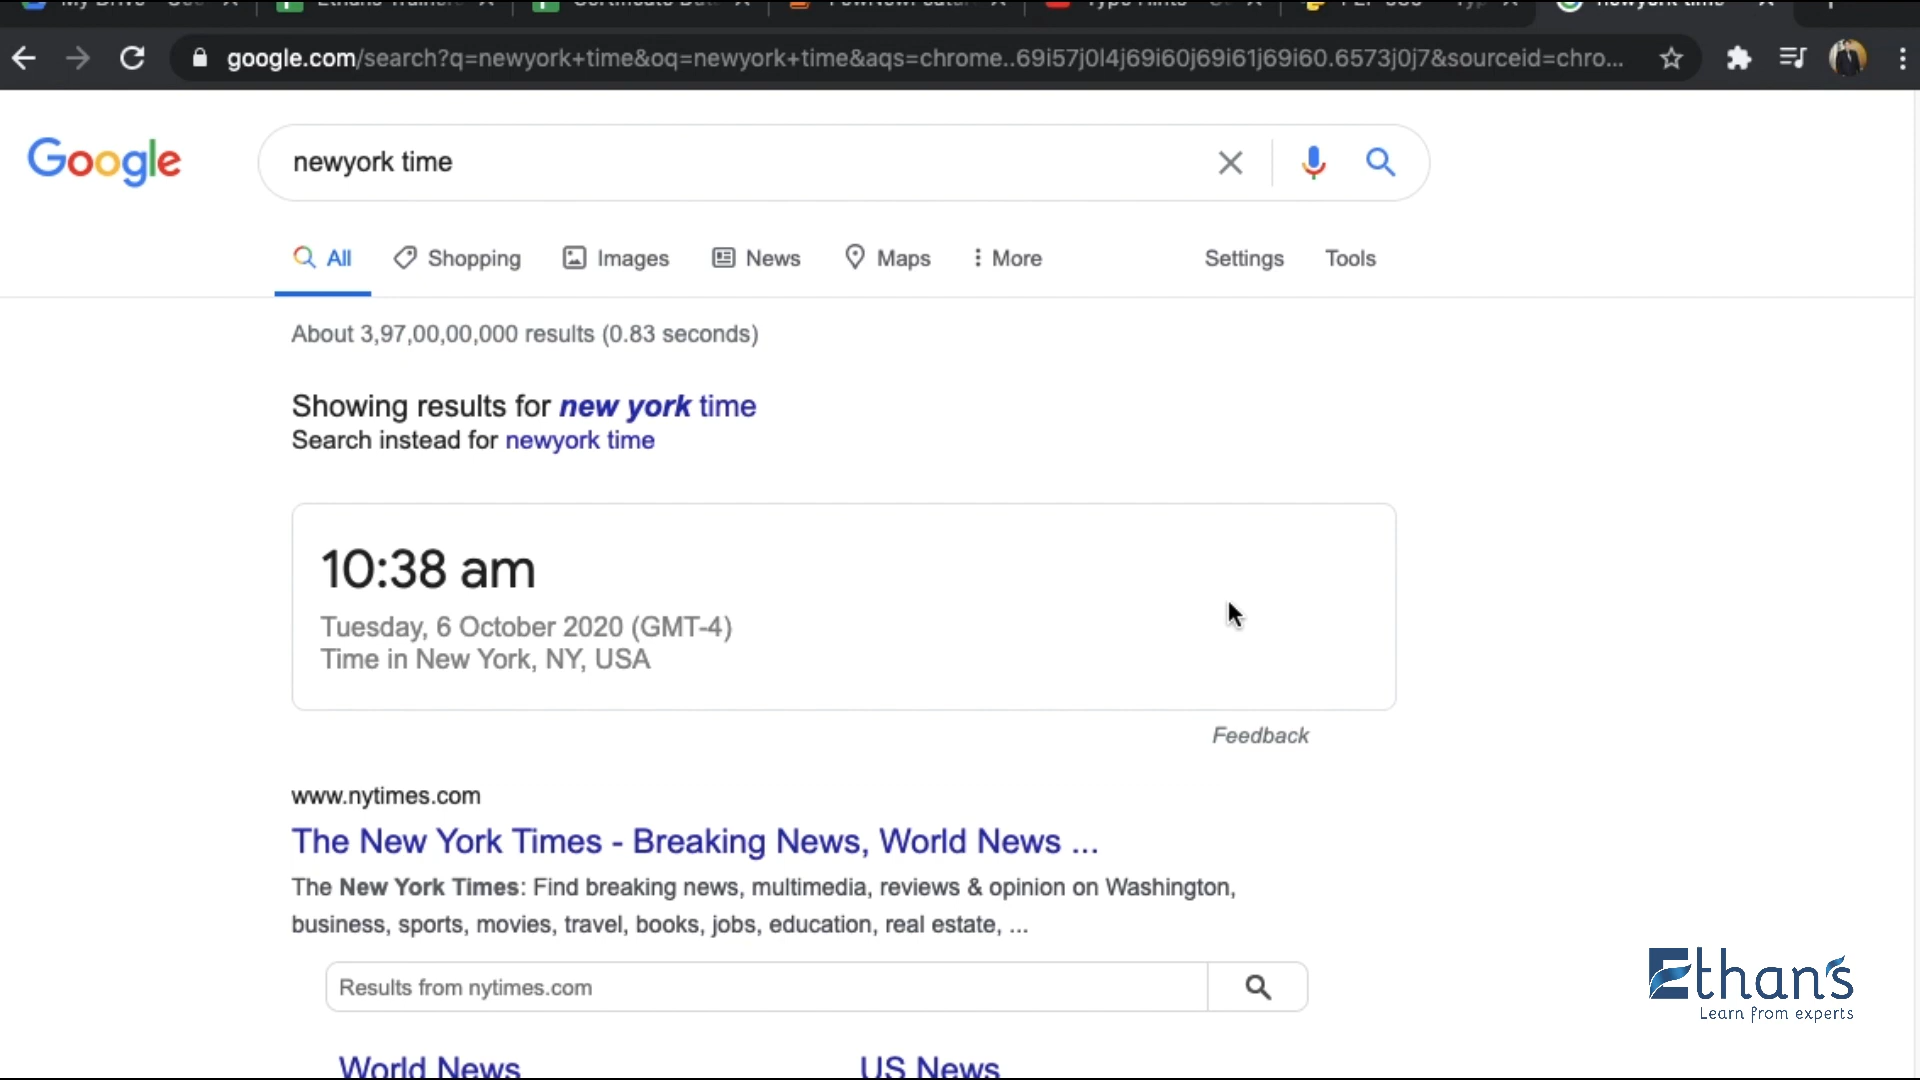 google.com/search?q=newyork+time&oq=newyork+time&aqs=chrome..69i57j0l4j69i60j69i61j69i60.6573j0j7&sourceid=chro...
Google
newyork time
All Shopping Images News Maps More Settings Tools
About 3,97,00,00,000 results (0.83 seconds)
Showing results for new york time
Search instead for newyork time
10:38 am
Tuesday, 6 October 2020 (GMT-4)
Time in New York, NY, USA
Feedback
www.nytimes.com
The New York Times - Breaking News, World News ...
The New York Times: Find breaking news, multimedia, reviews & opinion on Washington,
business, sports, movies, travel, books, jobs, education, real estate, ...
Results from nytimes.com
Ethan's
Learn from experts
World News US News